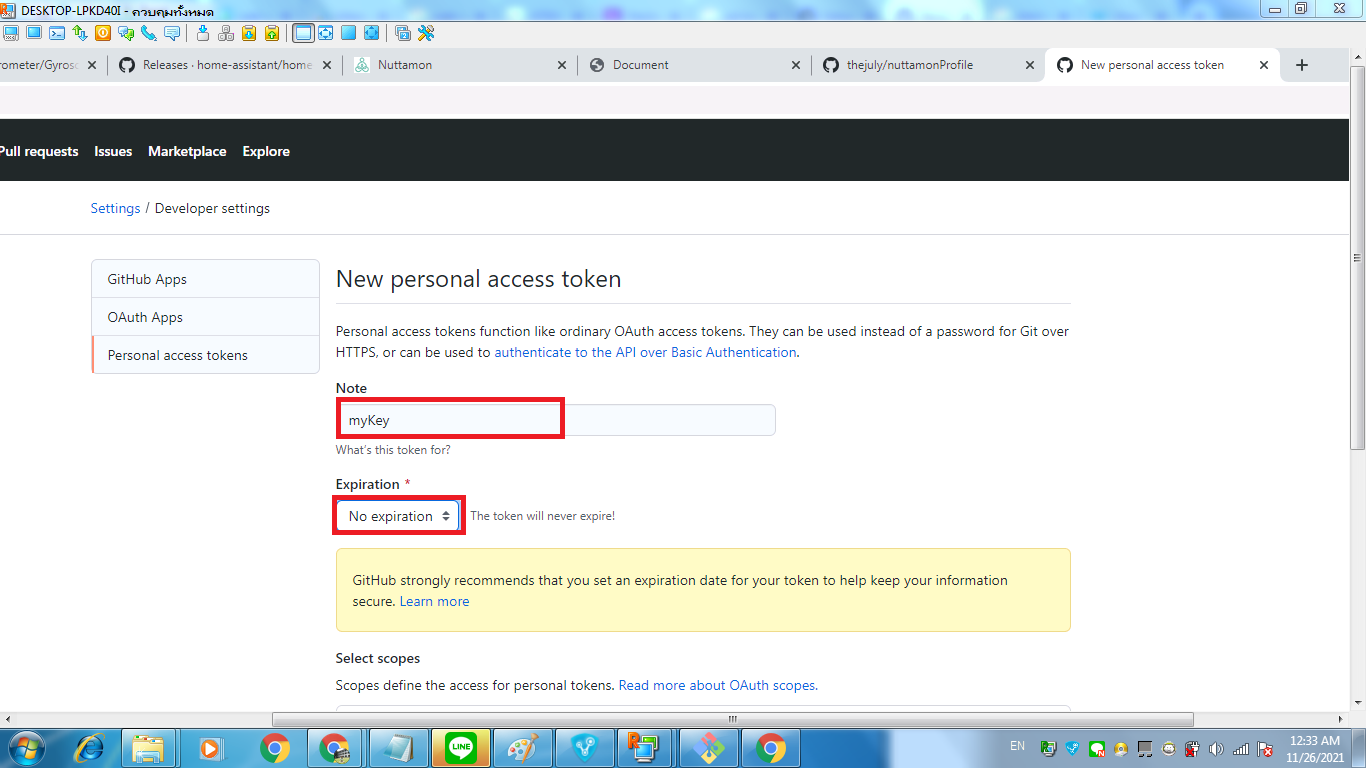 DESKTOP-LPKD40I - ควบคุมทั้งหมด
rometer/Gyrosc
Releases · home-assistant/home
Nuttamon
Document
thejuly/nuttamonProfile
New personal access token
Pull requests Issues Marketplace Explore
Settings / Developer settings
GitHub Apps
OAuth Apps
Personal access tokens
New personal access token
Personal access tokens function like ordinary OAuth access tokens. They can be used instead of a password for Git over
HTTPS, or can be used to authenticate to the API over Basic Authentication.
Note
myKey
What's this token for?
Expiration *
No expiration The token will never expire!
GitHub strongly recommends that you set an expiration date for your token to help keep your information
secure. Learn more
Select scopes
Scopes define the access for personal tokens. Read more about OAuth scopes.
LINE
EN
12:33 AM
11/26/2021